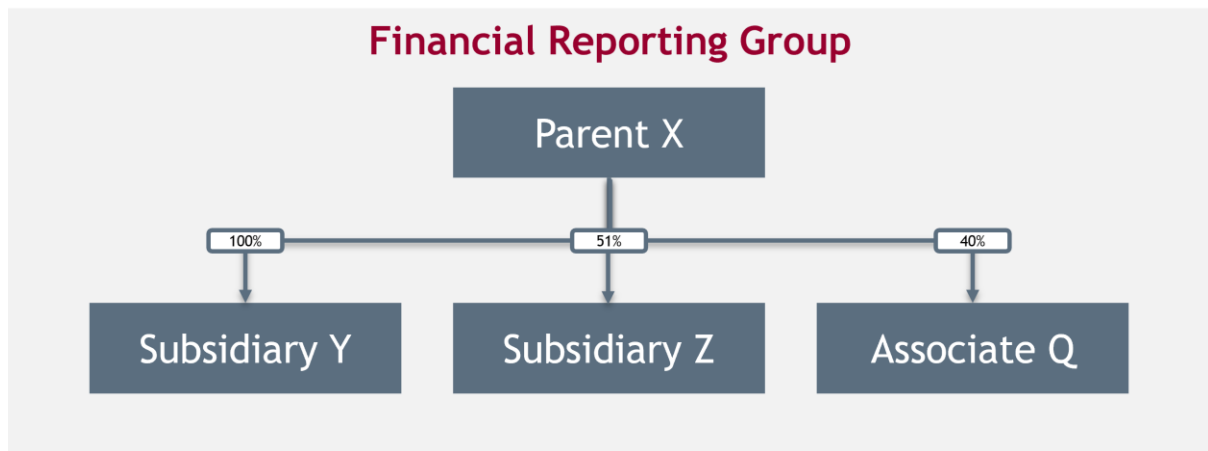 Financial Reporting Group
Parent X
100%
51%
40%
Subsidiary Y
Subsidiary Z
Associate Q